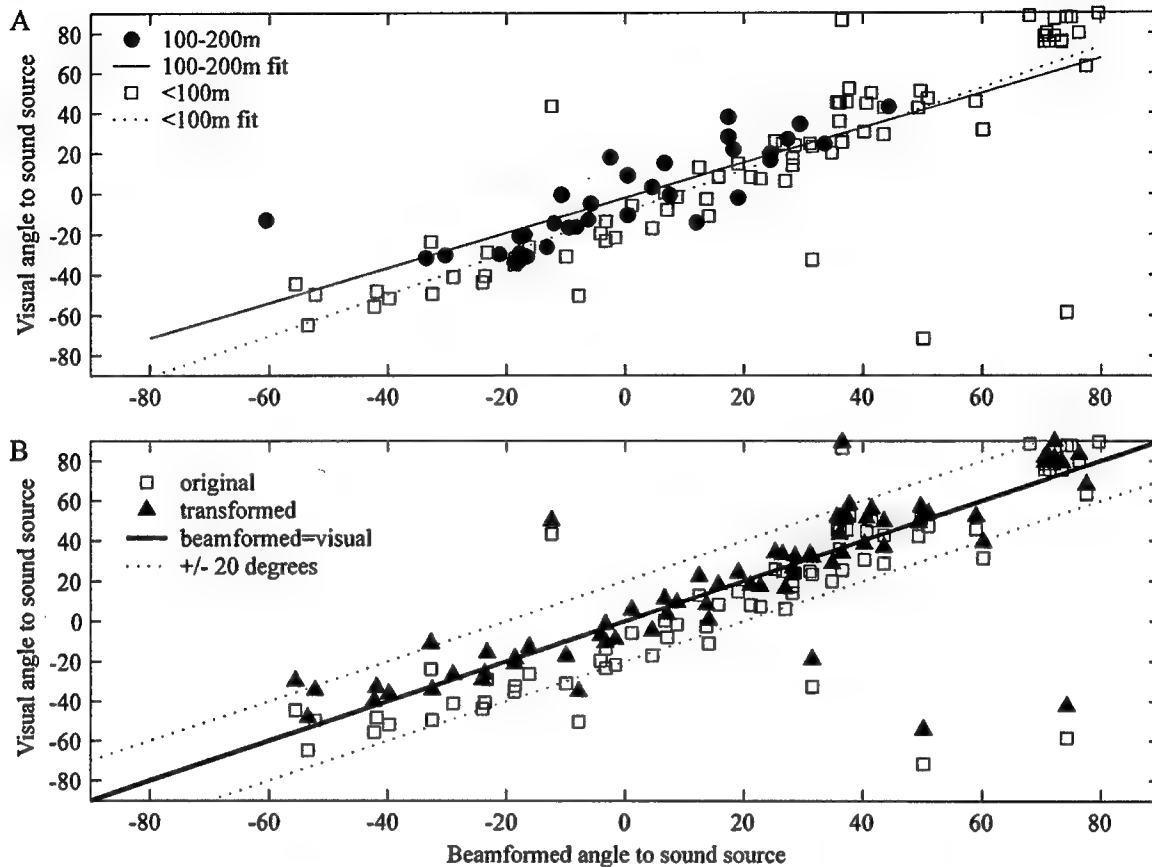 A
100-200m
100-200m fit
<100m
<100m fit
Visual angle to sound source
80
60
40
20
0
-20
-40
-60
-80
-80 -60 -40 -20 0 20 40 60 80
B
original
transformed
beamformed=visual
+/- 20 degrees
Visual angle to sound source
80
60
40
20
0
-20
-40
-60
-80
-80 -60 -40 -20 0 20 40 60 80
Beamformed angle to sound source